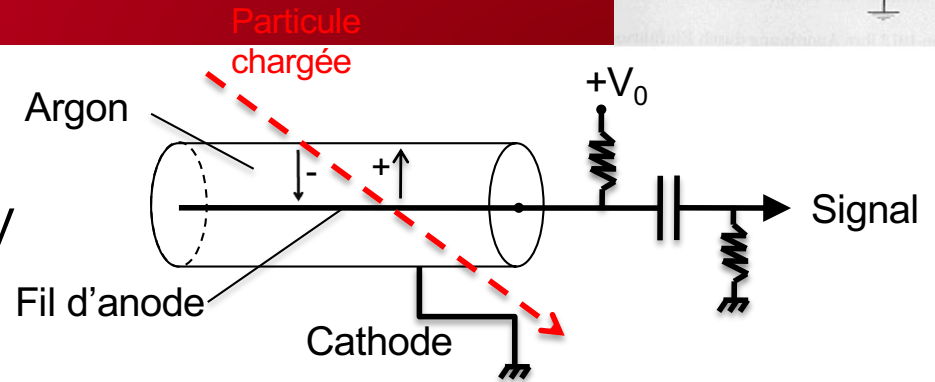 Particule
chargée
+V₀
Argon
-
+
Signal
Fil d'anode
Cathode